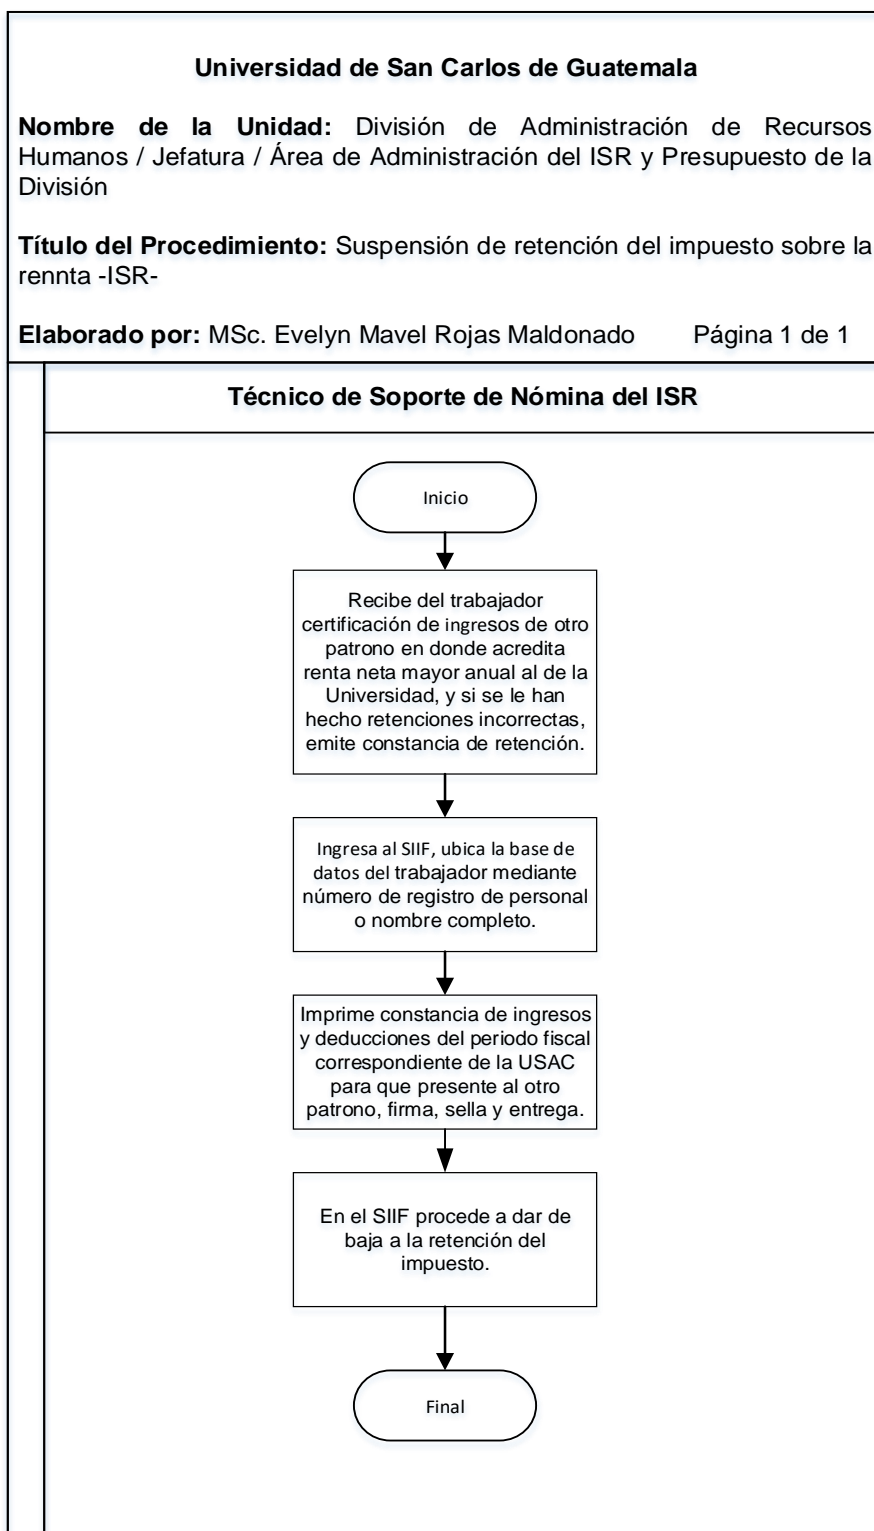 Universidad de San Carlos de Guatemala
Nombre de la Unidad: División de Administración de Recursos
Humanos / Jefatura / Área de Administración del ISR y Presupuesto de la
División
Título del Procedimiento: Suspensión de retención del impuesto sobre la
rennta -ISR-
Elaborado por: MSc. Evelyn Mavel Rojas Maldonado Página 1 de 1
Técnico de Soporte de Nómina del ISR
Inicio
Recibe del trabajador
certificación de ingresos de otro
patrono en donde acredita
renta neta mayor anual al de la
Universidad, y si se le han
hecho retenciones incorrectas,
emite constancia de retención.
Ingresa al SIIF, ubica la base de
datos del trabajador mediante
número de registro de personal
o nombre completo.
Imprime constancia de ingresos
y deducciones del periodo fiscal
correspondiente de la USAC
para que presente al otro
patrono, firma, sella y entrega.
En el SIIF procede a dar de
baja a la retención del
impuesto.
Final